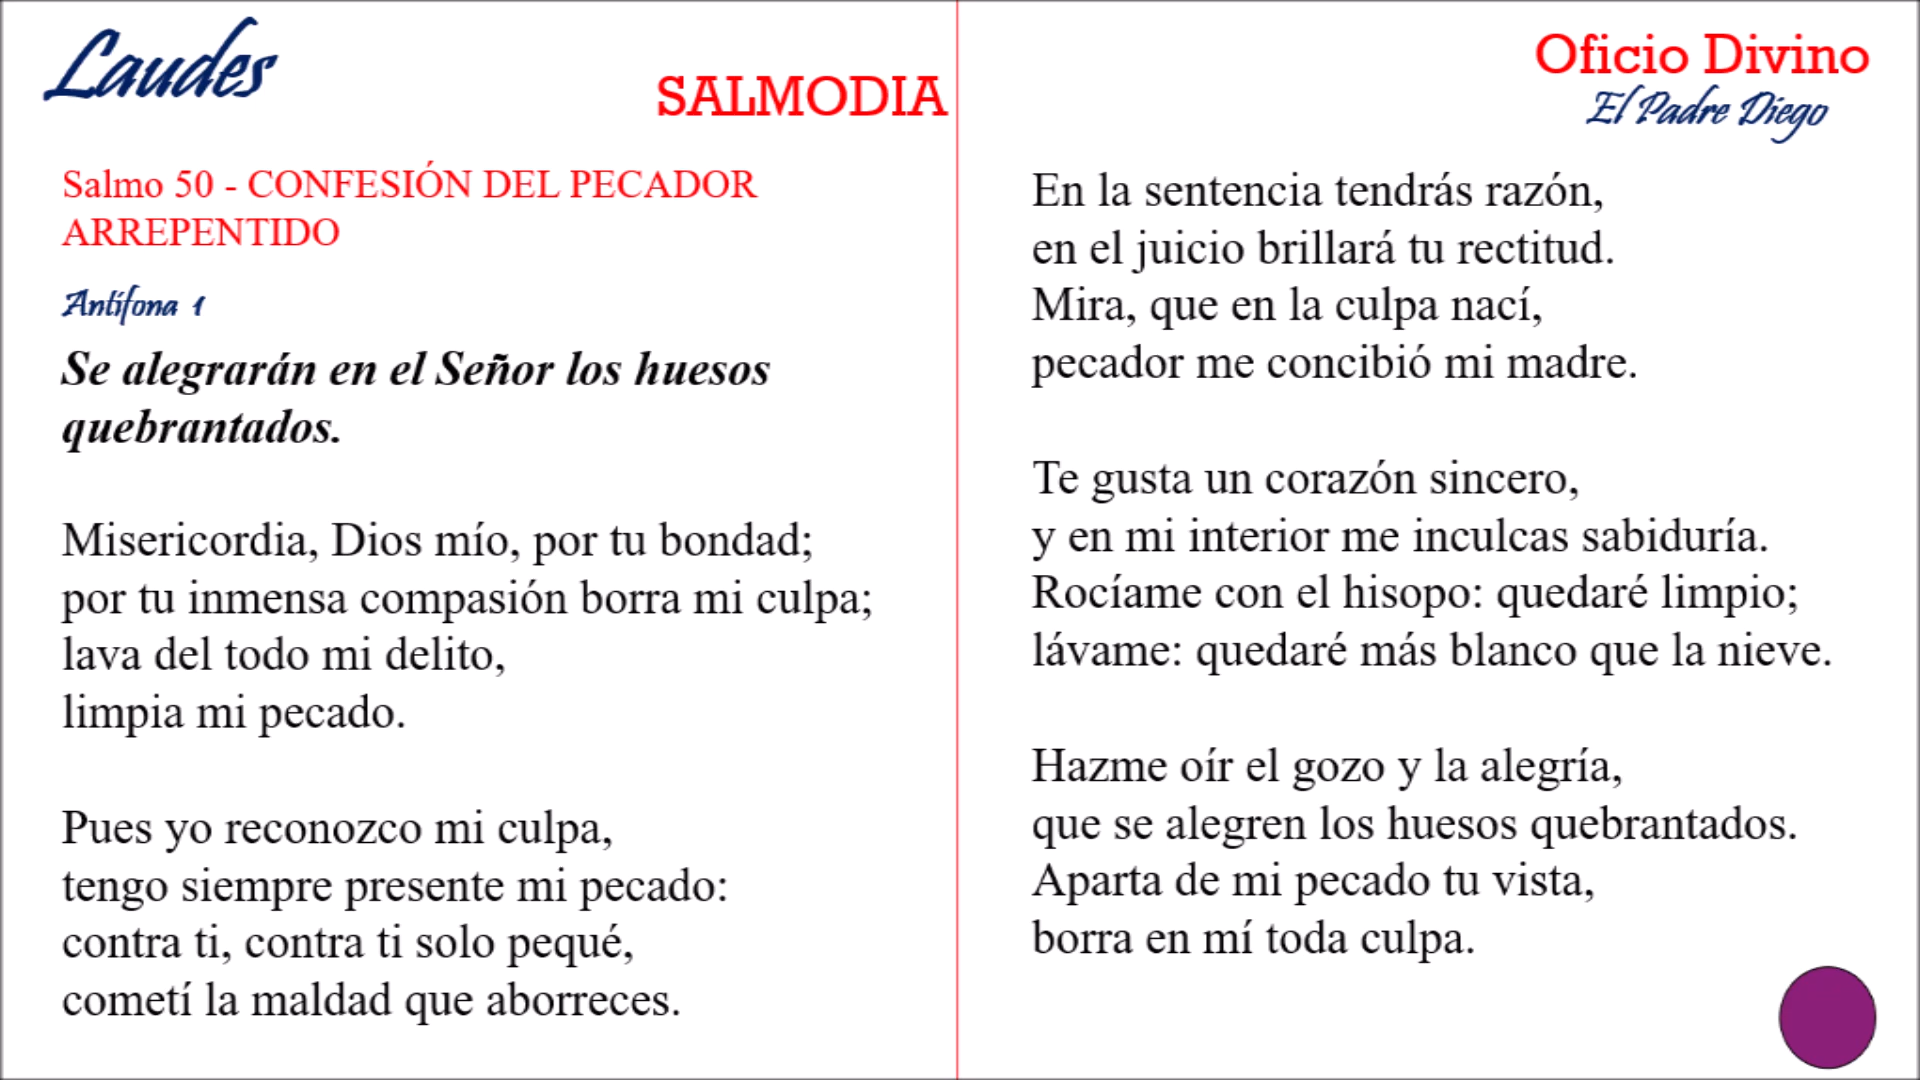 Laudes
SALMODIA
Salmo 50 - CONFESIÓN DEL PECADOR
ARREPENTIDO
Antífona 1
Se alegrarán en el Señor los huesos
quebrantados.
Misericordia, Dios mío, por tu bondad;
por tu inmensa compasión borra mi culpa;
lava del todo mi delito,
limpia mi pecado.
Pues yo reconozco mi culpa,
tengo siempre presente mi pecado:
contra ti, contra ti solo pequé,
cometí la maldad que aborreces.
Oficio Divino
El Padre Diego
En la sentencia tendrás razón,
en el juicio brillará tu rectitud.
Mira, que en la culpa nací,
pecador me concibió mi madre.
Te gusta un corazón sincero,
y en mi interior me inculcas sabiduría.
Rocíame con el hisopo: quedaré limpio;
lávame: quedaré más blanco que la nieve.
Hazme oír el gozo y la alegría,
que se alegren los huesos quebrantados.
Aparta de mi pecado tu vista,
borra en mí toda culpa.